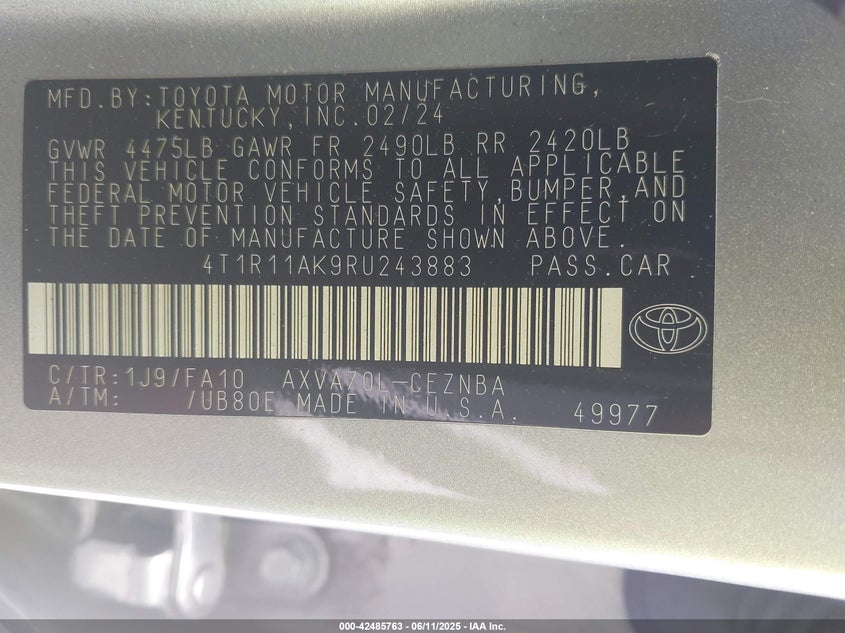 MFD.BY:TOYOTA MOTOR MANUFACTURING,
KENTUCKY,INC.02/24
GVWR 4475LB GAWR FR 2490LB RR 2420LB
THIS VEHICLE CONFORMS TO ALL APPLICABLE
FEDERAL MOTOR VEHICLE SAFETY,BUMPER,AND
THEFT PREVENTION STANDARDS IN EFFECT ON
THE DATE OF MANUFACTURE SHOWN ABOVE.
4T1R11AK9RU243883 PASS.CAR
C/TR:1J9/FA10 AXVA70L-CEZNBA
A/TM: /UB80E MADE IN U.S.A. 49977
000-42485763 - 06/11/2025 - IAA Inc.